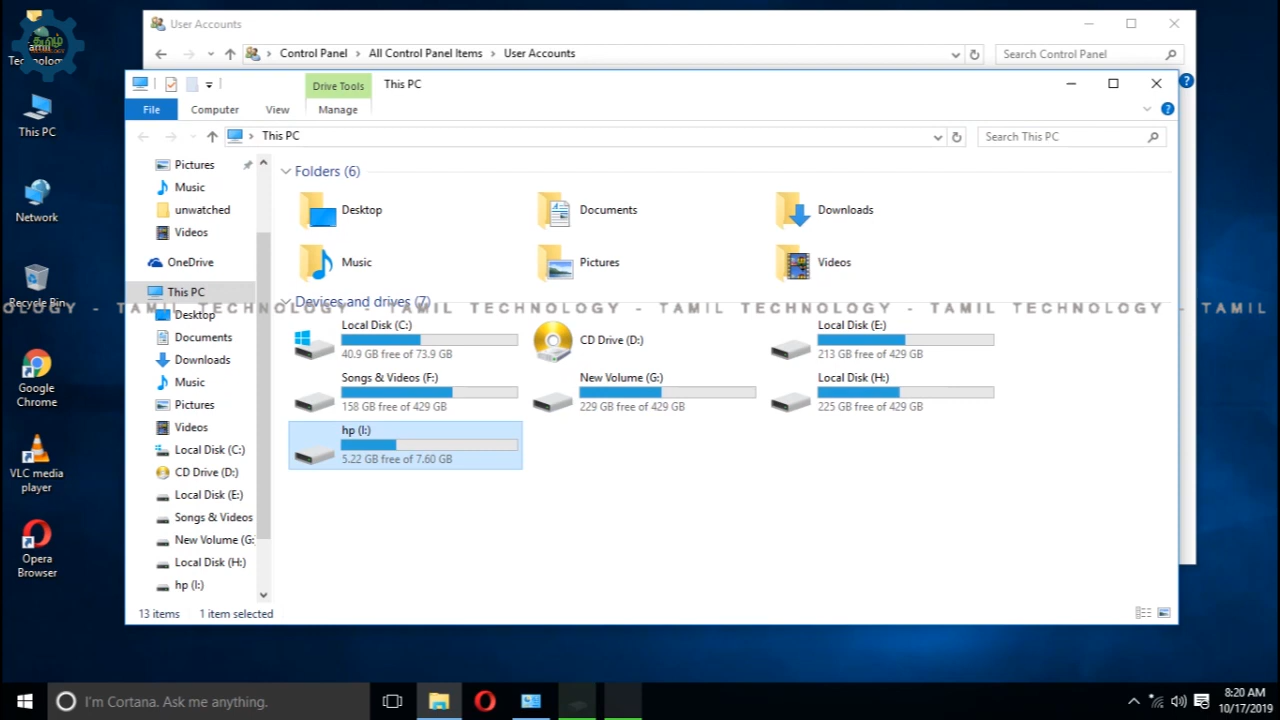 User Accounts
Control Panel > All Control Panel Items > User Accounts
Search Control Panel
தமிழ்
Tamil
Technology
Drive Tools
This PC
File
Computer
View
Manage
This PC
Search This PC
This PC
Network
Recycle Bin
Google
Chrome
VLC media
player
Opera
Browser
Pictures
Music
unwatched
Videos
OneDrive
This PC
Desktop
Documents
Downloads
Music
Pictures
Videos
Local Disk (C:)
CD Drive (D:)
Local Disk (E:)
Songs & Videos
New Volume (G:
Local Disk (H:)
hp (I:)
Folders (6)
Desktop
Documents
Downloads
Music
Pictures
Videos
Devices and drives (7)
OLOGY - TAMIL TECHNOLOGY - TAMIL TECHNOLOGY - TAMIL TECHNOLOGY - TAMIL
Local Disk (C:)
40.9 GB free of 73.9 GB
CD Drive (D:)
Local Disk (E:)
213 GB free of 429 GB
Songs & Videos (F:)
158 GB free of 429 GB
New Volume (G:)
229 GB free of 429 GB
Local Disk (H:)
225 GB free of 429 GB
hp (I:)
5.22 GB free of 7.60 GB
13 items
1 item selected
I'm Cortana. Ask me anything.
8:20 AM
10/17/2019